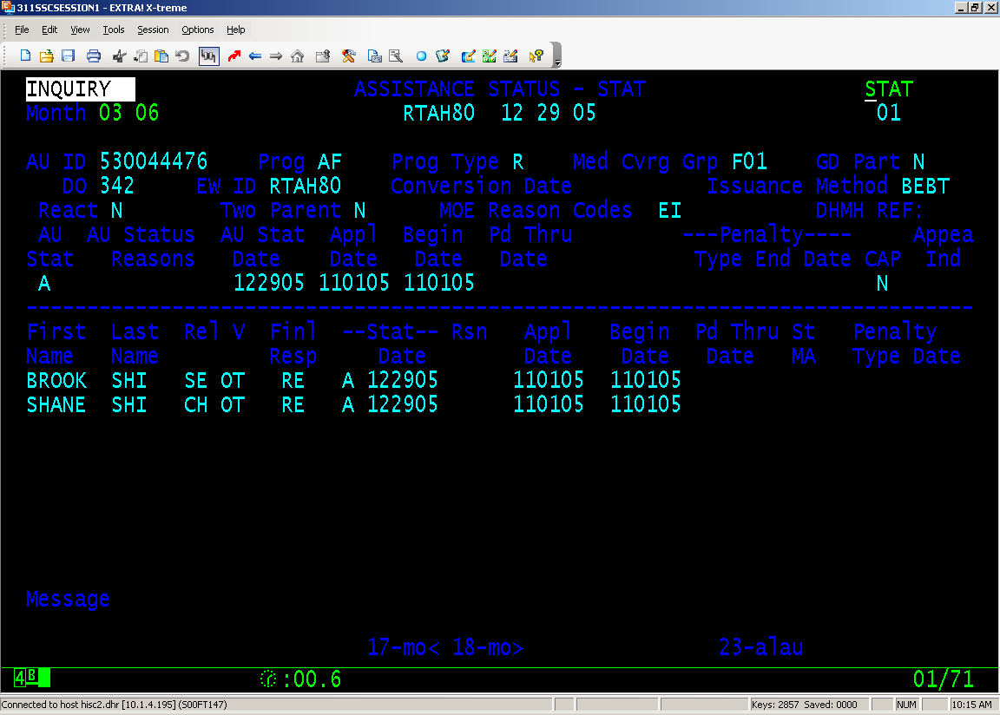 311SSCSESSION1 - EXTRA! X-treme
File Edit View Tools Session Options Help
INQUIRY ASSISTANCE STATUS - STAT STAT
Month 03 06 RTAH80 12 29 05 01
AU ID 530044476 Prog AF Prog Type R Med Cvrg Grp F01 GD Part N
DO 342 EW ID RTAH80 Conversion Date Issuance Method BEBT
React N Two Parent N MOE Reason Codes EI DHMH REF:
AU AU Status AU Stat Appl Begin Pd Thru ---Penalty---- Appea
Stat Reasons Date Date Date Date Type End Date CAP Ind
A 122905 110105 110105 N
------------------------------------------------------------------------------
First Last Rel V Finl --Stat-- Rsn Appl Begin Pd Thru St Penalty
Name Name Resp Date Date Date Date MA Type Date
BROOK SHI SE OT RE A 122905 110105 110105
SHANE SHI CH OT RE A 122905 110105 110105
Message
17-mo< 18-mo> 23-alau
4B :00.6 01/71
Connected to host hisc2.dhr [10.1.4.195] (S00FT147) Keys: 2857 Saved: 0000 NUM 10:15 AM